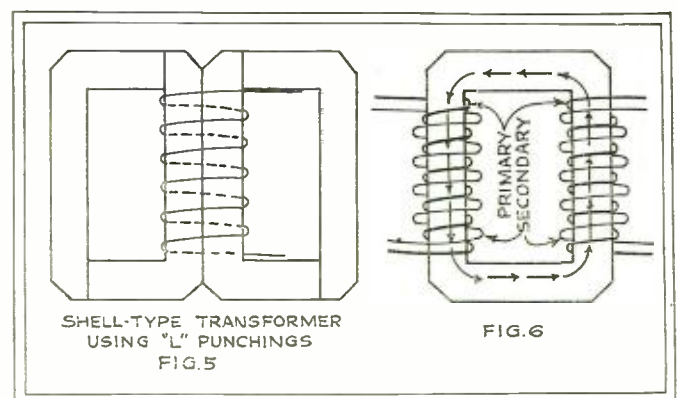 SHELL-TYPE TRANSFORMER
USING "L" PUNCHINGS
FIG.5
PRIMARY
SECONDARY
FIG.6